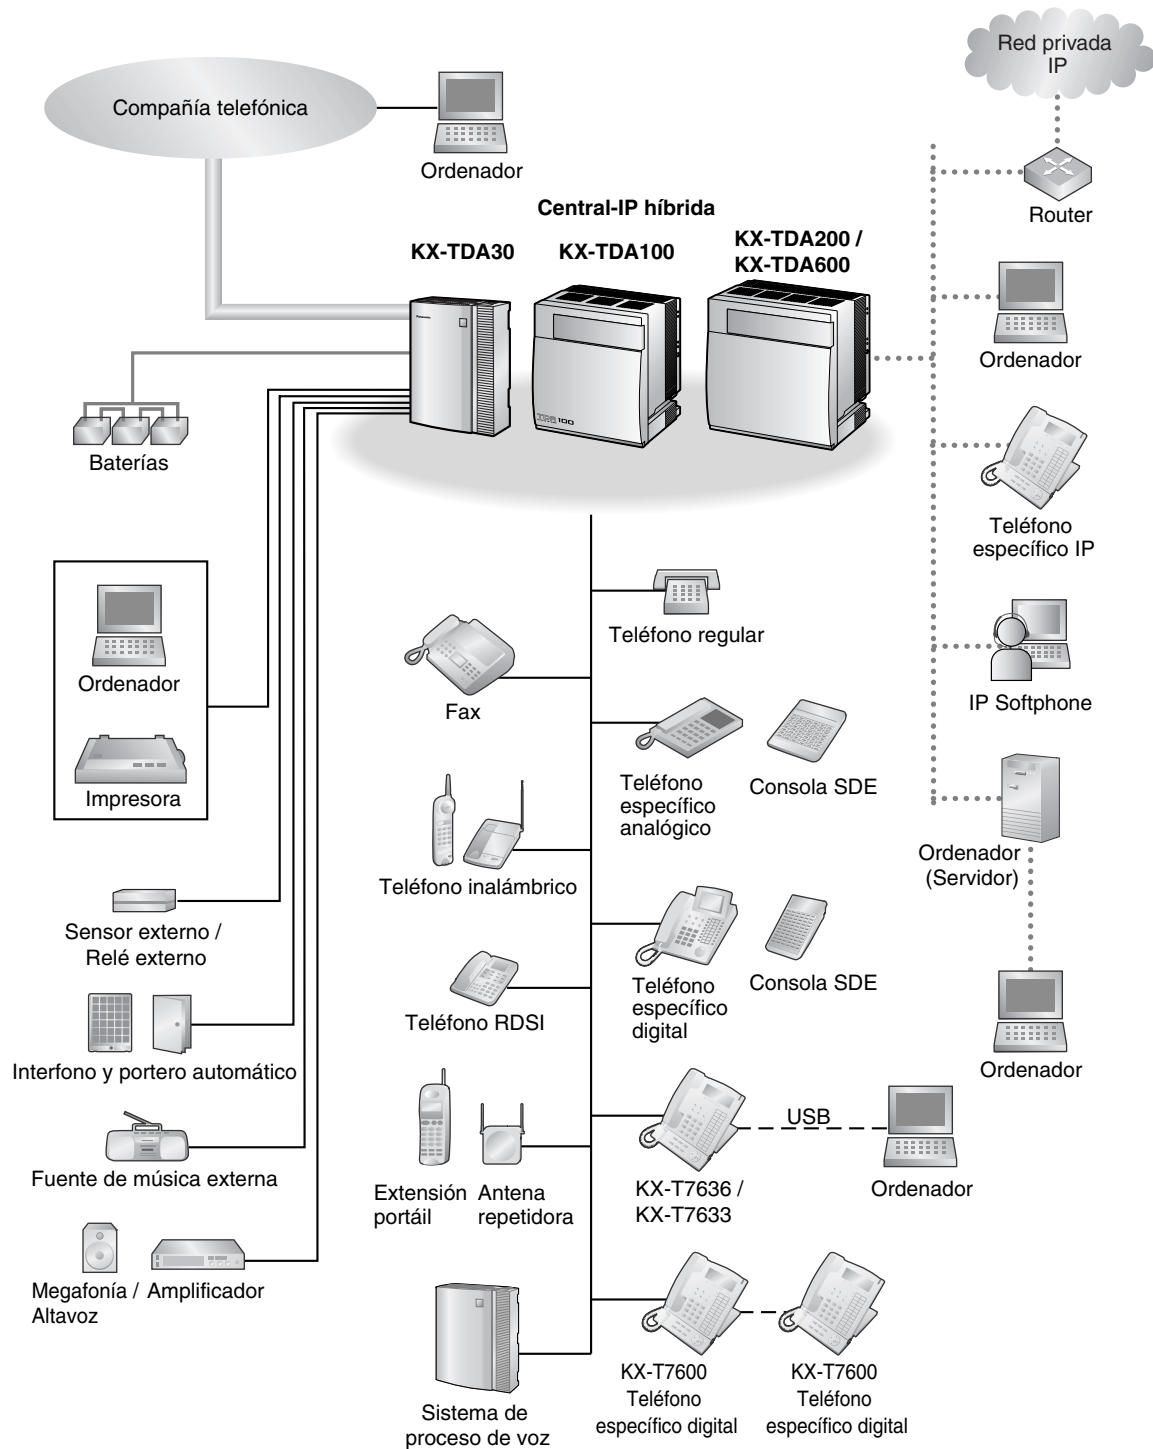 Red privada
IP
Compañía telefónica
Ordenador
Router
Central-IP híbrida
KX-TDA30
KX-TDA100
KX-TDA200 /
KX-TDA600
Panasonic
TDA 100
Ordenador
Baterías
Teléfono
específico IP
Ordenador
Impresora
Teléfono regular
Fax
IP Softphone
Teléfono
específico
analógico
Consola SDE
Teléfono inalámbrico
Ordenador
(Servidor)
Sensor externo /
Relé externo
Teléfono
específico
digital
Consola SDE
Teléfono RDSI
Ordenador
Interfono y portero automático
USB
Fuente de música externa
Extensión
portáil
Antena
repetidora
KX-T7636 /
KX-T7633
Ordenador
Megafonía /
Altavoz
Amplificador
KX-T7600
Teléfono
específico digital
KX-T7600
Teléfono
específico digital
Sistema de
proceso de voz